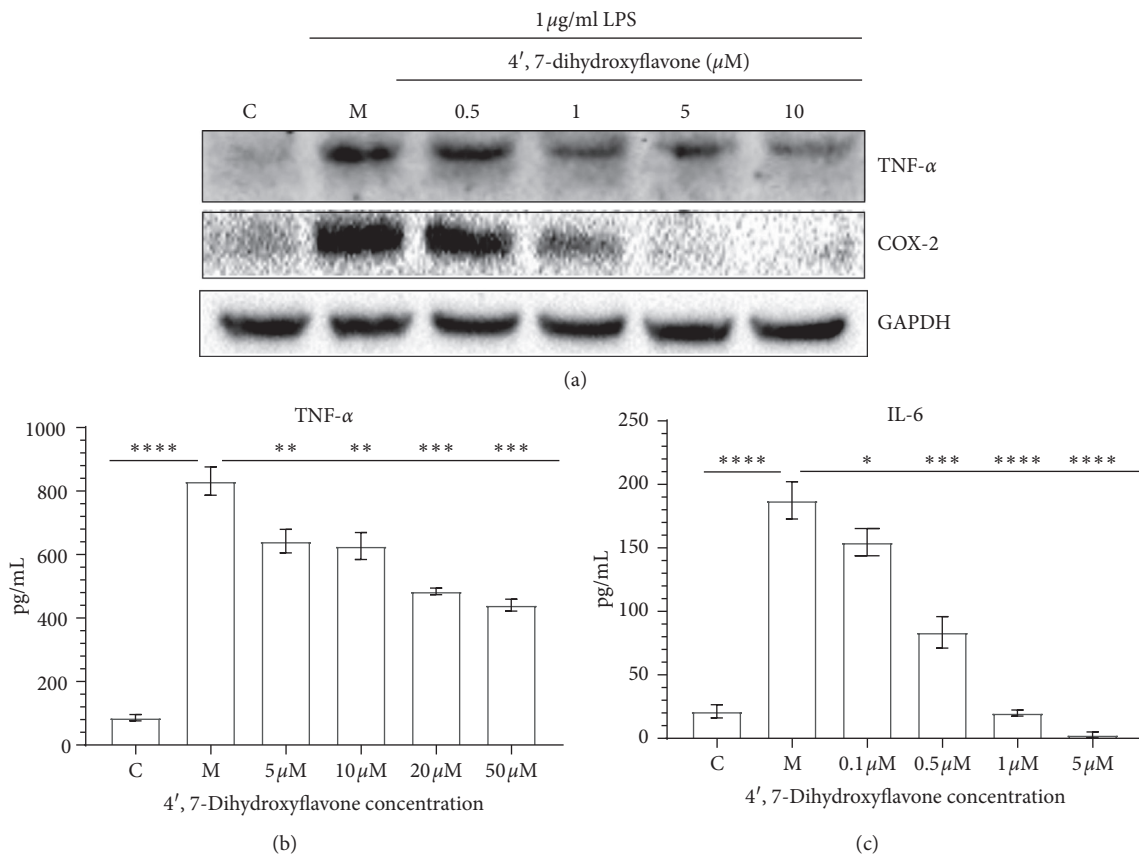 1 μg/ml LPS
4′, 7-dihydroxyflavone (μM)
C M 0.5 1 5 10
TNF-α
COX-2
GAPDH
(a)
TNF-α
1000
800
600
400
200
0
pg/mL
**** ** ** *** ***
C M 5 μM 10 μM 20 μM 50 μM
4′, 7-Dihydroxyflavone concentration
(b)
IL-6
250
200
150
100
50
0
pg/mL
**** * *** **** ****
C M 0.1 μM 0.5 μM 1 μM 5 μM
4′, 7-Dihydroxyflavone concentration
(c)